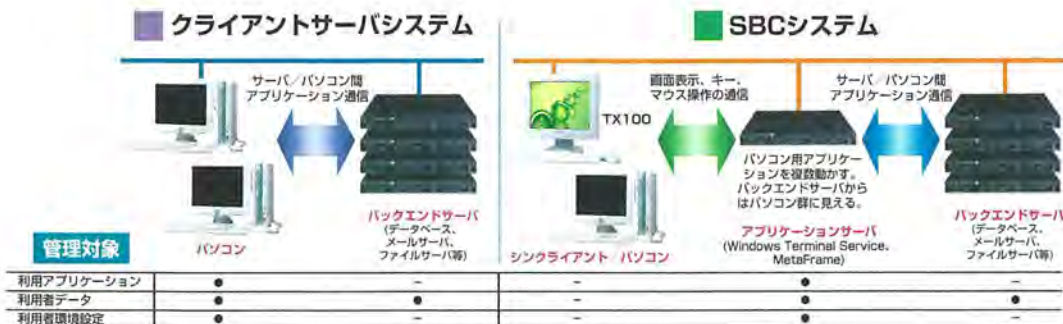 クライアントサーバシステム
サーバ／パソコン間
アプリケーション通信
パソコン
バックエンドサーバ
(データベース、
メールサーバ、
ファイルサーバ等)
SBCシステム
画面表示、キー、
マウス操作の通信
サーバ／パソコン間
アプリケーション通信
TX100
パソコン用アプリケー
ションを複数動かす。
バックエンドサーバから
はパソコン群に見える。
シンクライアント／パソコン
アプリケーションサーバ
(Windows Terminal Service、
MetaFrame)
バックエンドサーバ
(データベース、
メールサーバ、
ファイルサーバ等)
管理対象
利用アプリケーション ● − − ● −
利用者データ ● ● − ● ●
利用者環境設定 ● − − ● −